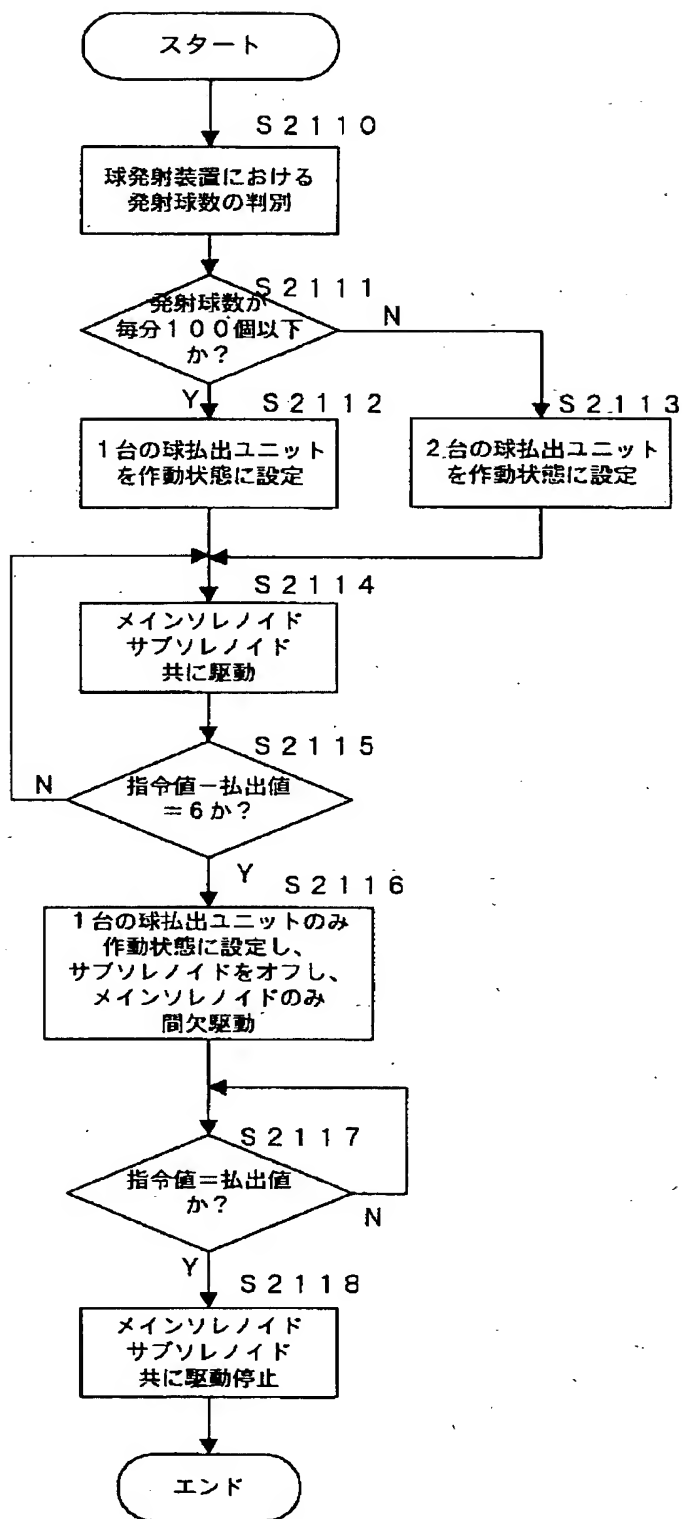 スタート
S2110
球発射装置における
発射球数の判別
S2111
発射球数が
毎分100個以下
か?
N
Y
S2112
1台の球払出ユニット
を作動状態に設定
S2113
2台の球払出ユニット
を作動状態に設定
S2114
メインソレノイド
サブソレノイド
共に駆動
S2115
指令値-払出値
=6か?
N
Y
S2116
1台の球払出ユニットのみ
作動状態に設定し、
サブソレノイドをオフし、
メインソレノイドのみ
間欠駆動
S2117
指令値=払出値
か?
N
Y
S2118
メインソレノイド
サブソレノイド
共に駆動停止
エンド